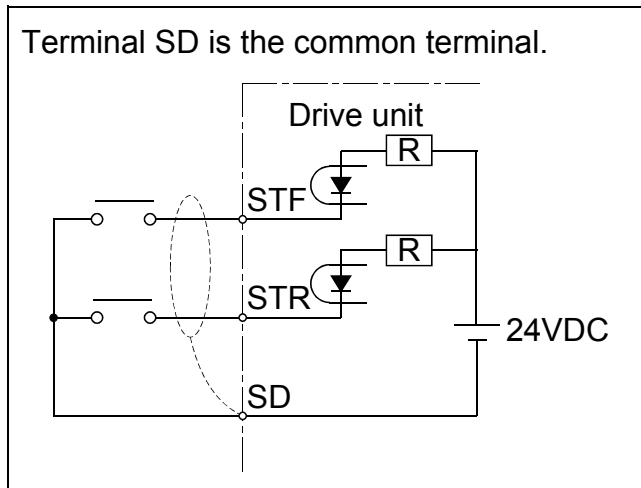 Terminal SD is the common terminal.
Drive unit
R
STF
R
STR
24VDC
SD